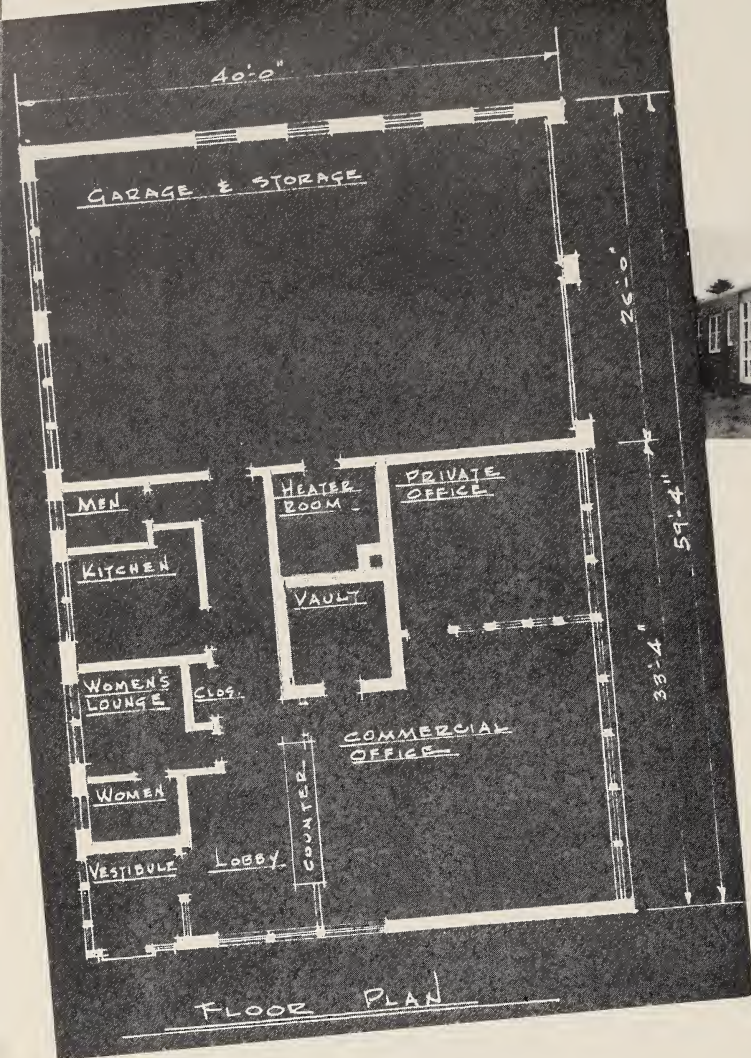 40'-0"
GARAGE & STORAGE
26'-0"
59'-4"
33'-4"
MEN
HEATER
ROOM
PRIVATE
OFFICE
KITCHEN
VAULT
WOMEN'S
LOUNGE
CLOS.
COMMERCIAL
OFFICE
COUNTER
WOMEN
VESTIBULE
LOBBY
FLOOR PLAN